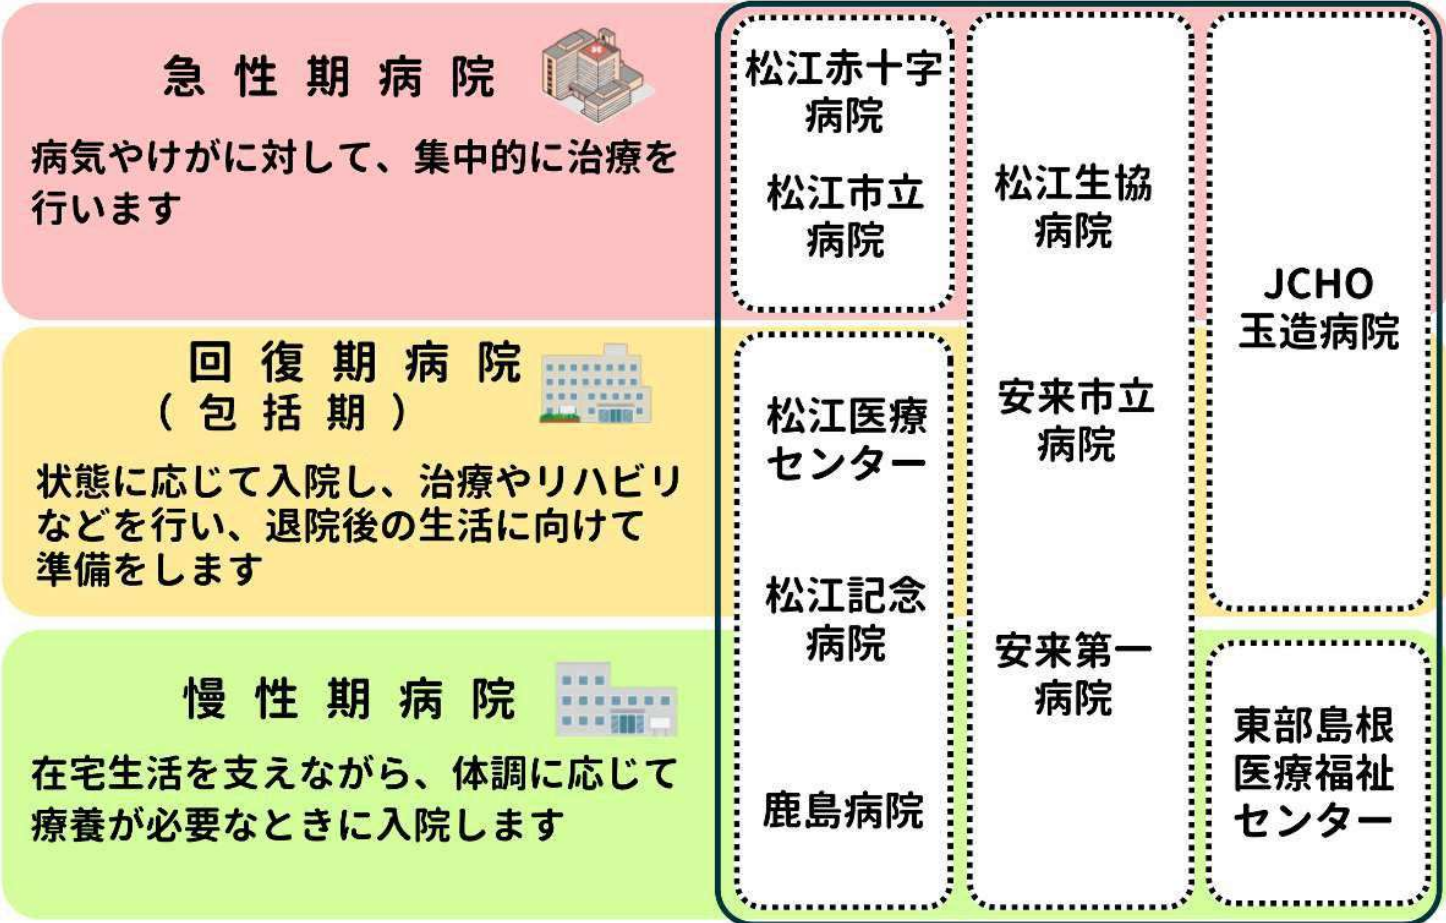 急性期病院
病気やけがに対して、集中的に治療を
行います
回復期病院
(包括期)
状態に応じて入院し、治療やリハビリ
などを行い、退院後の生活に向けて
準備をします
慢性期病院
在宅生活を支えながら、体調に応じて
療養が必要なときに入院します
松江赤十字
病院
松江市立
病院
松江医療
センター
松江記念
病院
鹿島病院
松江生協
病院
安来市立
病院
安来第一
病院
JCHO
玉造病院
東部島根
医療福祉
センター